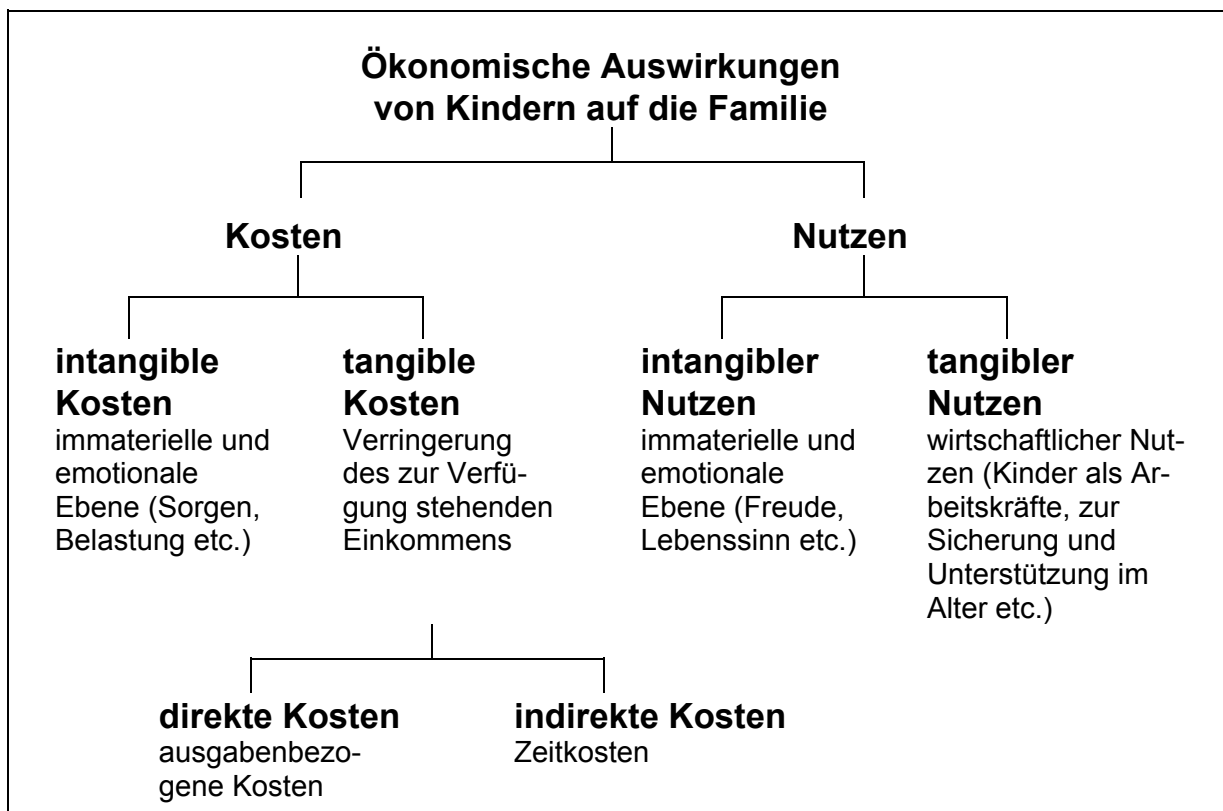 Ökonomische Auswirkungen
von Kindern auf die Familie
Kosten
Nutzen
intangible
Kosten
immaterielle und
emotionale
Ebene (Sorgen,
Belastung etc.)
tangible
Kosten
Verringerung
des zur Verfü-
gung stehenden
Einkommens
intangibler
Nutzen
immaterielle und
emotionale
Ebene (Freude,
Lebenssinn etc.)
tangibler
Nutzen
wirtschaftlicher Nut-
zen (Kinder als Ar-
beitskräfte, zur
Sicherung und
Unterstützung im
Alter etc.)
direkte Kosten
ausgabenbezo-
gene Kosten
indirekte Kosten
Zeitkosten